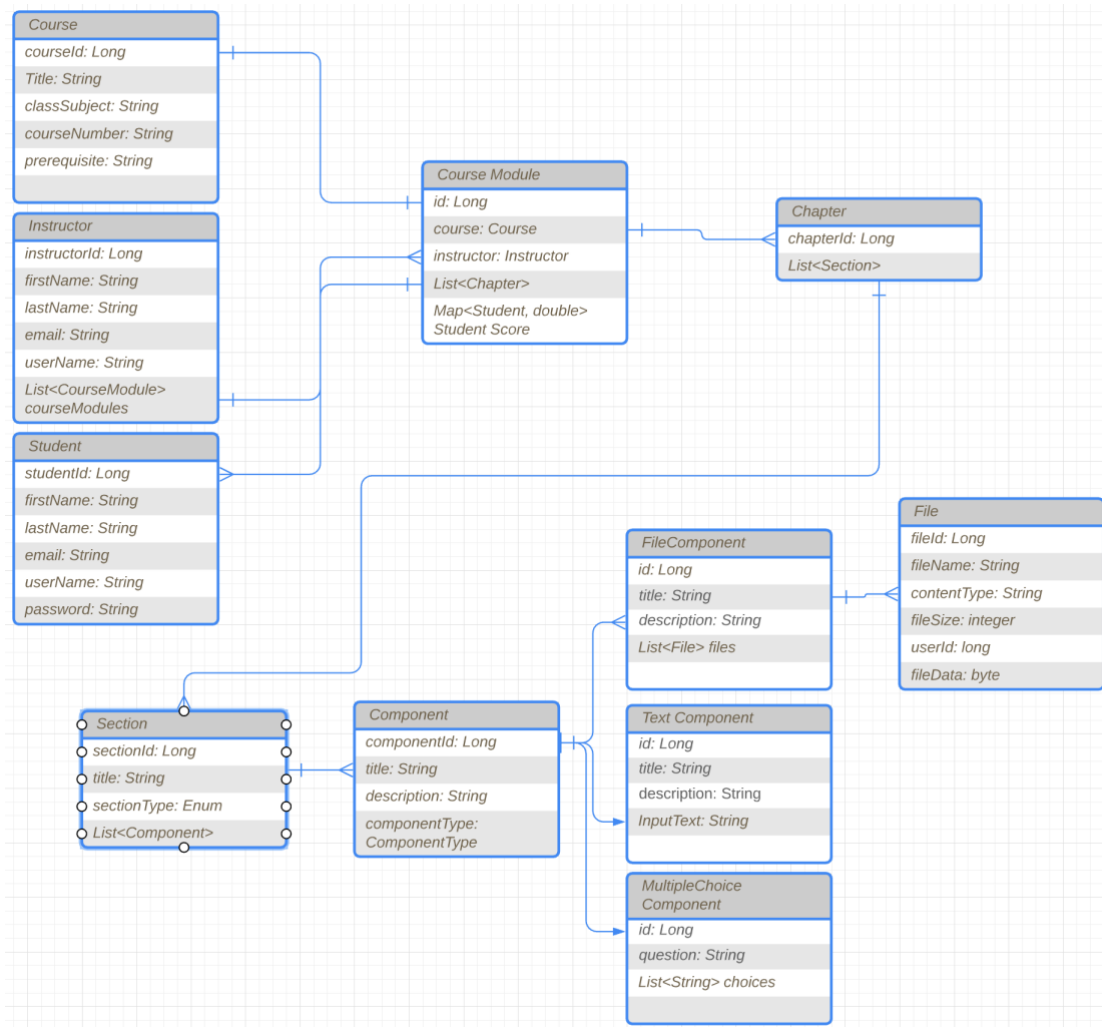 Course
courseId: Long
Title: String
classSubject: String
courseNumber: String
prerequisite: String
Instructor
instructorId: Long
firstName: String
lastName: String
email: String
userName: String
List<CourseModule>
courseModules
Student
studentId: Long
firstName: String
lastName: String
email: String
userName: String
password: String
Course Module
id: Long
course: Course
instructor: Instructor
List<Chapter>
Map<Student, double>
Student Score
Chapter
chapterId: Long
List<Section>
Section
sectionId: Long
title: String
sectionType: Enum
List<Component>
Component
componentId: Long
title: String
description: String
componentType:
ComponentType
FileComponent
id: Long
title: String
description: String
List<File> files
File
fileId: Long
fileName: String
contentType: String
fileSize: integer
userId: long
fileData: byte
Text Component
id: Long
title: String
description: String
InputText: String
MultipleChoice
Component
id: Long
question: String
List<String> choices